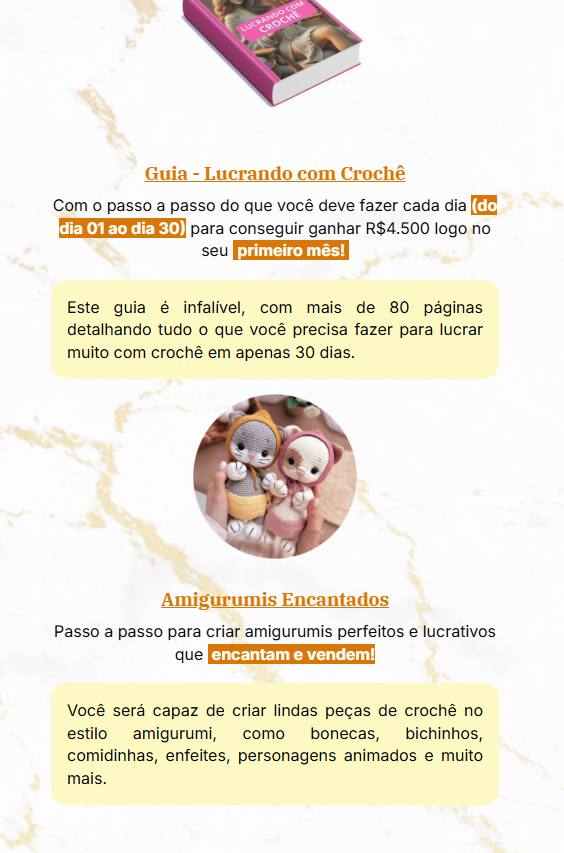 LUCRANDO COM
CROCHÊ
Guia - Lucrando com Crochê
Com o passo a passo do que você deve fazer cada dia (do
dia 01 ao dia 30) para conseguir ganhar R$4.500 logo no
seu primeiro mês!
Este guia é infalível, com mais de 80 páginas
detalhando tudo o que você precisa fazer para lucrar
muito com crochê em apenas 30 dias.
Amigurumis Encantados
Passo a passo para criar amigurumis perfeitos e lucrativos
que encantam e vendem!
Você será capaz de criar lindas peças de crochê no
estilo amigurumi, como bonecas, bichinhos,
comidinhas, enfeites, personagens animados e muito
mais.